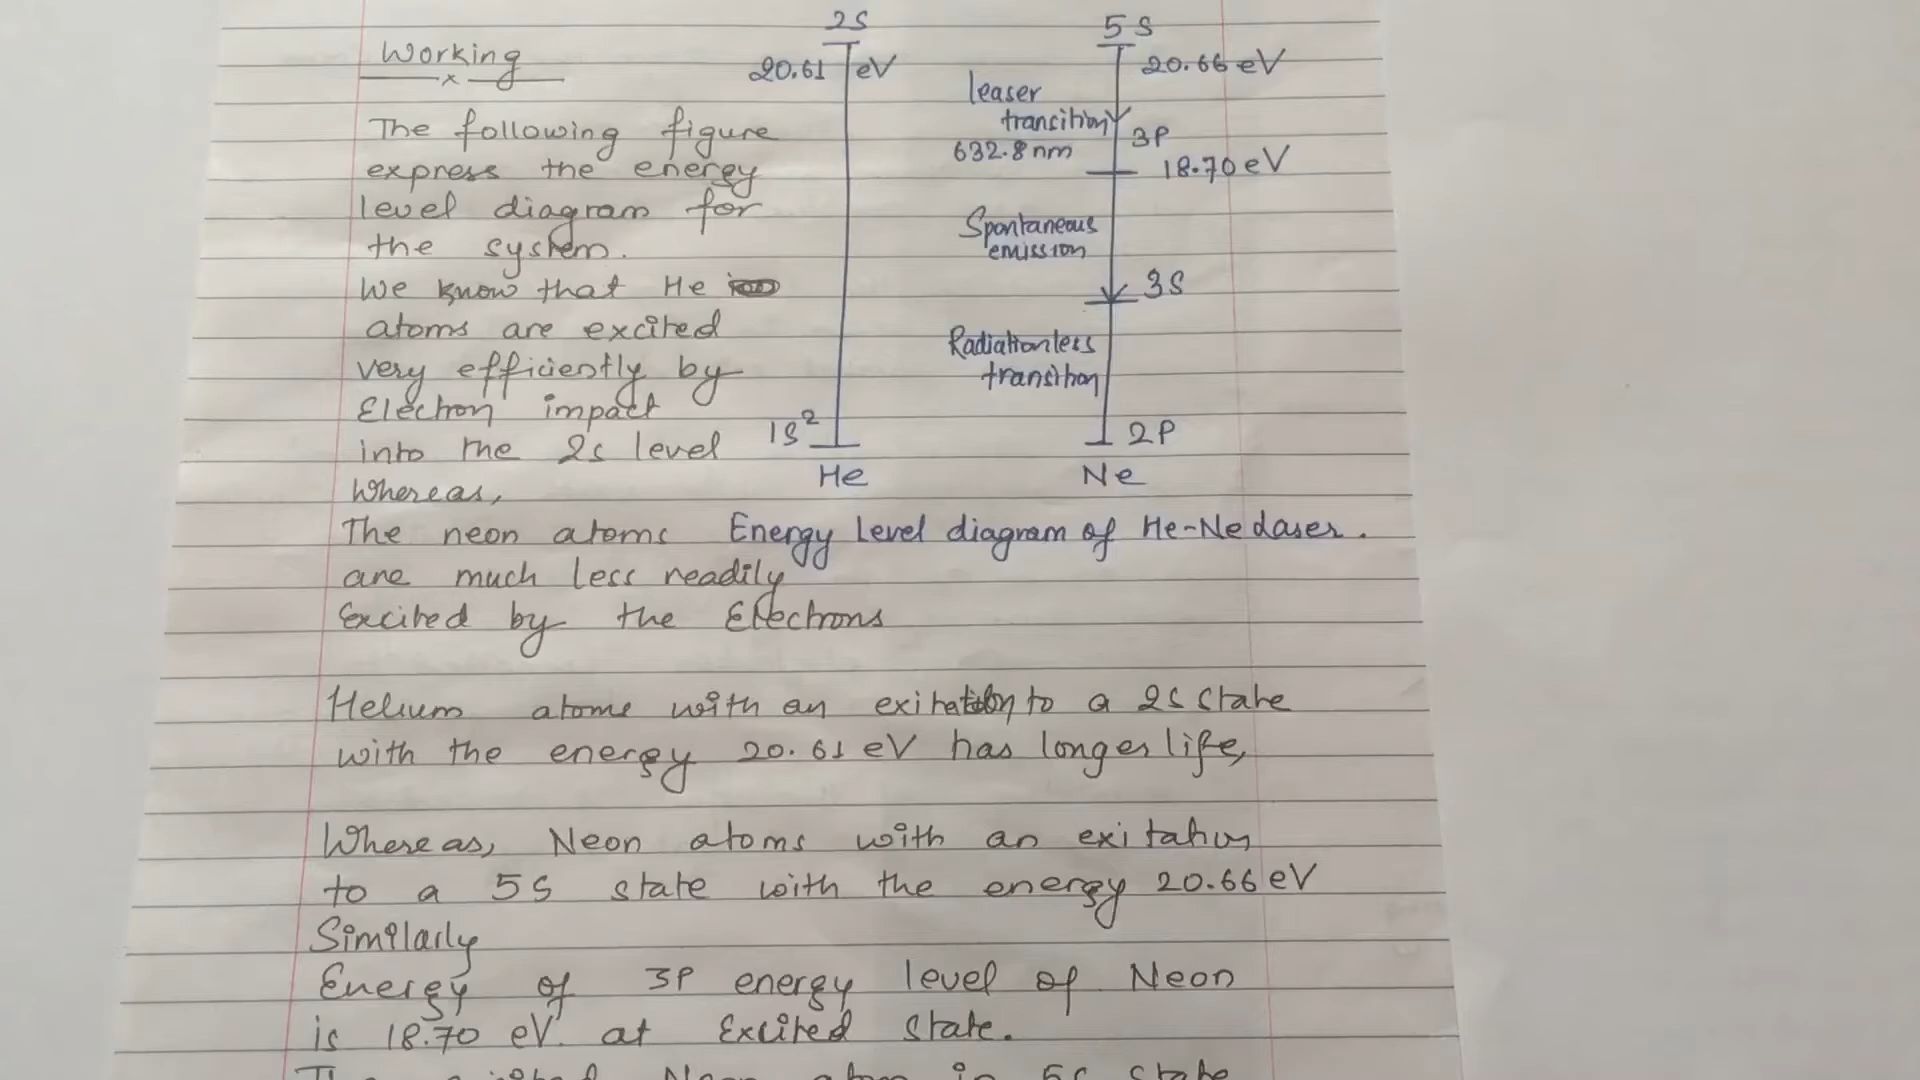 Working
The following figure
express the energy
level diagram for
the system.
We know that He
atoms are excited
very efficiently by
Electron impact
into the 2s level
Whereas,
The neon atoms
are much less readily
Excited by the Electrons
2S
20.61 eV
1S²
He
5S
20.66 eV
leaser
transition
632.8 nm
3P
18.70 eV
Spontaneous
emission
3S
Radiationless
transition
2P
Ne
Energy Level diagram of He-Ne Laser.
Helium atoms with an to a 2s state
with the energy 20.61 eV has longer life,
Whereas, Neon atoms with an exitation
to a 5S state with the energy 20.66 eV
Similarly
Energy of 3P energy level of Neon
is 18.70 eV. at Excited State.
Neon atom in 5S state